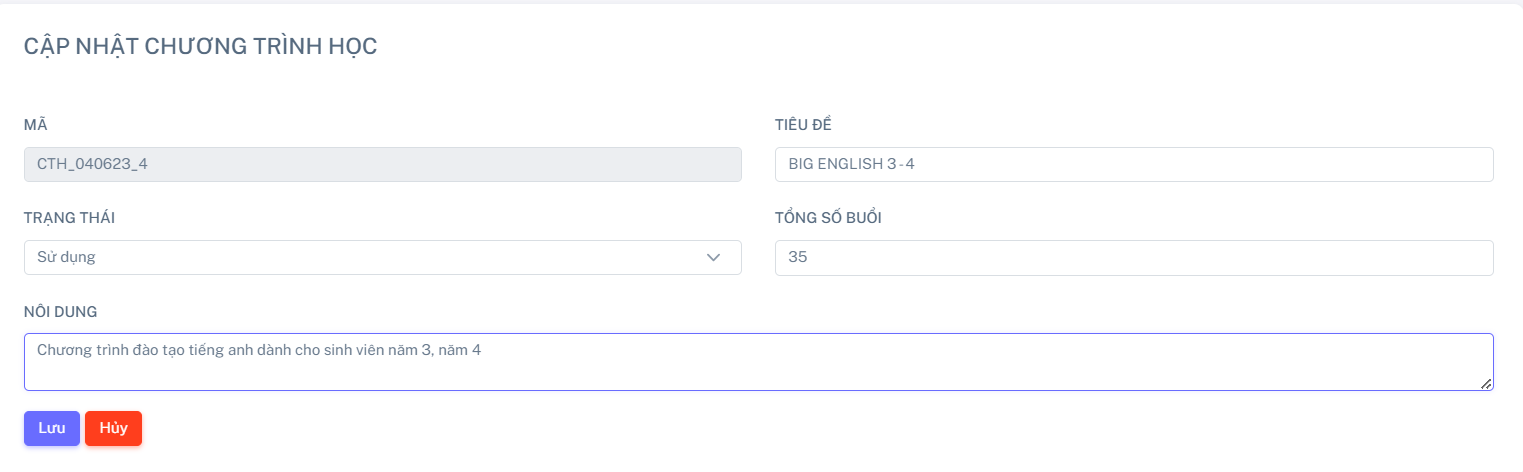 CẬP NHẬT CHƯƠNG TRÌNH HỌC
MÃ
TIÊU ĐỀ
CTH_040623_4
BIG ENGLISH 3 - 4
TRẠNG THÁI
TỔNG SỐ BUỔI
Sử dụng
35
NÔI DUNG
Chương trình đào tạo tiếng anh dành cho sinh viên năm 3, năm 4
Lưu
Hủy